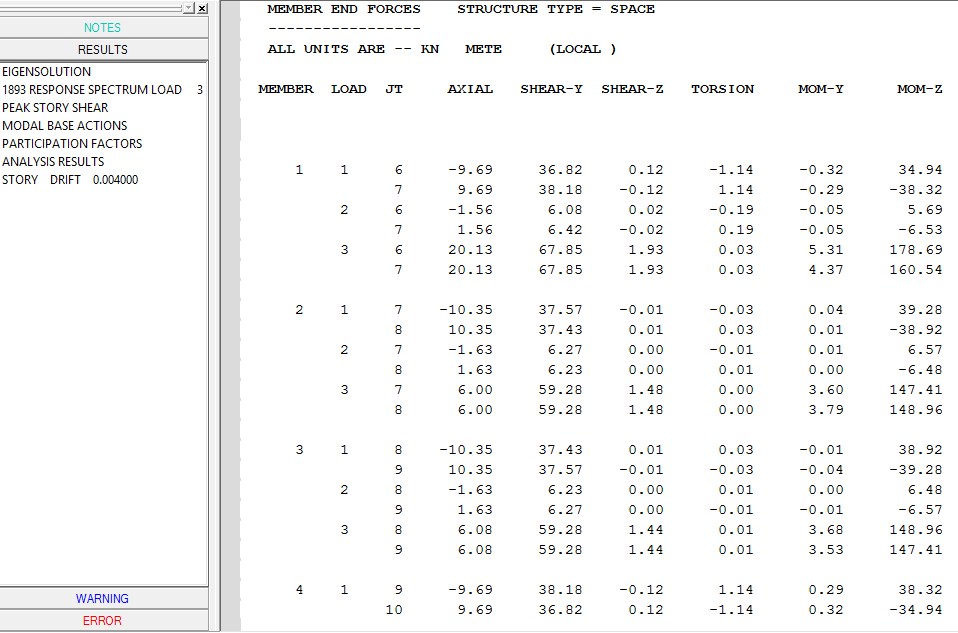 NOTES
RESULTS
EIGENSOLUTION
1893 RESPONSE SPECTRUM LOAD 3
PEAK STORY SHEAR
MODAL BASE ACTIONS
PARTICIPATION FACTORS
ANALYSIS RESULTS
STORY DRIFT 0.004000
WARNING
ERROR
MEMBER END FORCES STRUCTURE TYPE = SPACE
-----------------
ALL UNITS ARE -- KN METE (LOCAL )
MEMBER LOAD JT AXIAL SHEAR-Y SHEAR-Z TORSION MOM-Y MOM-Z
1 1 6 -9.69 36.82 0.12 -1.14 -0.32 34.94
7 9.69 38.18 -0.12 1.14 -0.29 -38.32
2 6 -1.56 6.08 0.02 -0.19 -0.05 5.69
7 1.56 6.42 -0.02 0.19 -0.05 -6.53
3 6 20.13 67.85 1.93 0.03 5.31 178.69
7 20.13 67.85 1.93 0.03 4.37 160.54
2 1 7 -10.35 37.57 -0.01 -0.03 0.04 39.28
8 10.35 37.43 0.01 0.03 0.01 -38.92
2 7 -1.63 6.27 0.00 -0.01 0.01 6.57
8 1.63 6.23 0.00 0.01 0.00 -6.48
3 7 6.00 59.28 1.48 0.00 3.60 147.41
8 6.00 59.28 1.48 0.00 3.79 148.96
3 1 8 -10.35 37.43 0.01 0.03 -0.01 38.92
9 10.35 37.57 -0.01 -0.03 -0.04 -39.28
2 8 -1.63 6.23 0.00 0.01 0.00 6.48
9 1.63 6.27 0.00 -0.01 -0.01 -6.57
3 8 6.08 59.28 1.44 0.01 3.68 148.96
9 6.08 59.28 1.44 0.01 3.53 147.41
4 1 9 -9.69 38.18 -0.12 1.14 0.29 38.32
10 9.69 36.82 0.12 -1.14 0.32 -34.94